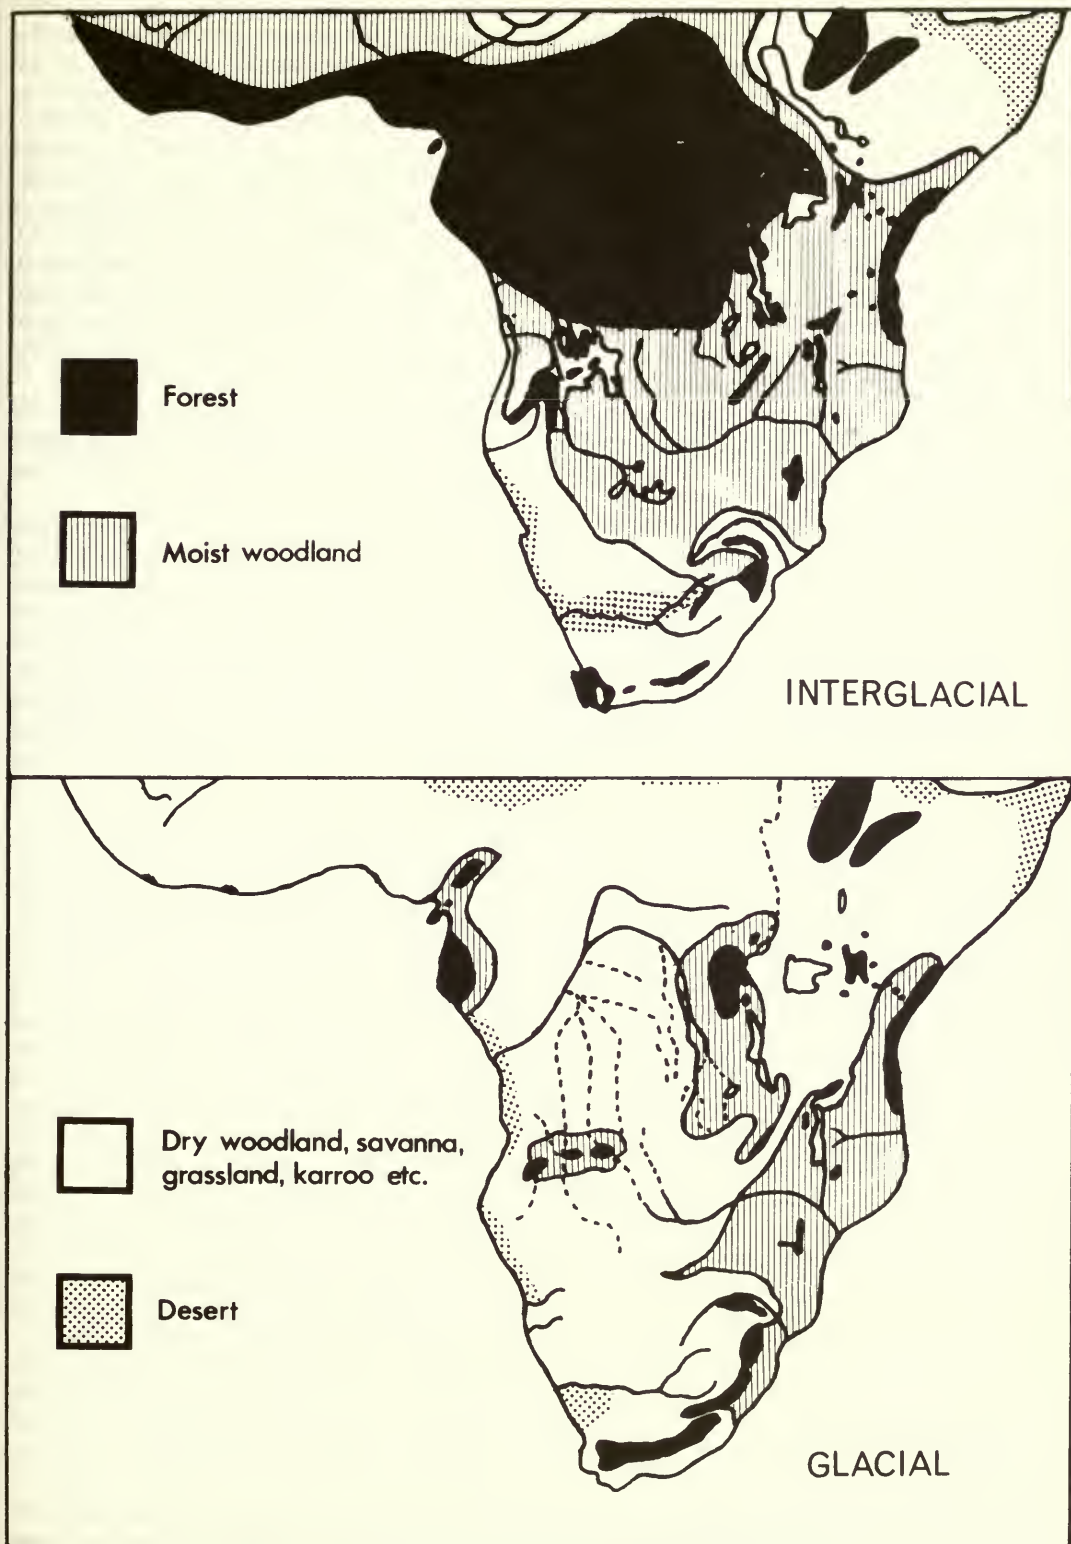 Forest
Moist woodland
INTERGLACIAL
Dry woodland, savanna,
grassland, karroo etc.
Desert
GLACIAL